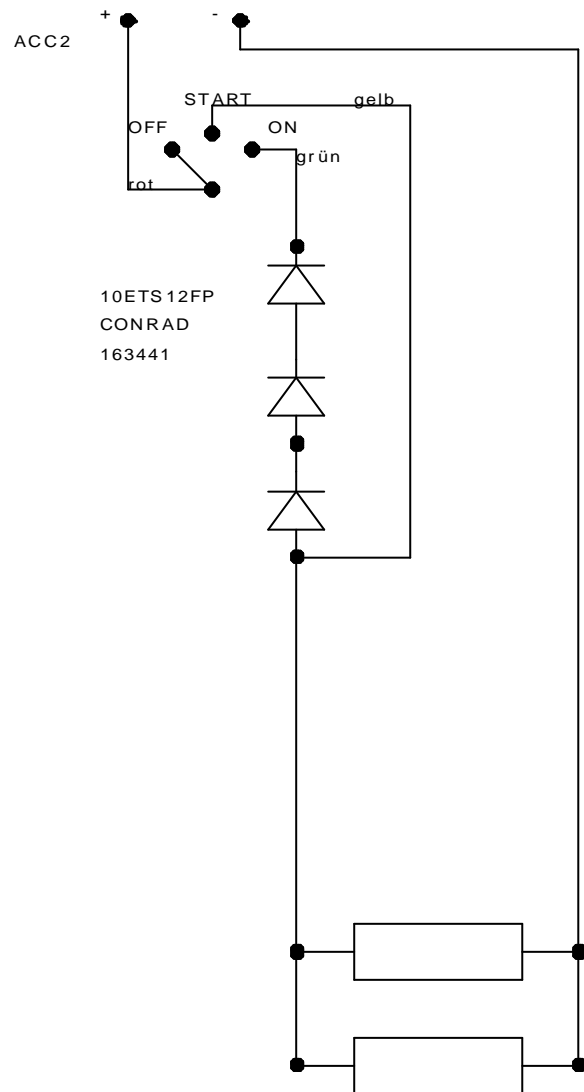 + -
ACC2
START gelb
OFF ON
grün
rot
10ETS12FP
CONRAD
163441